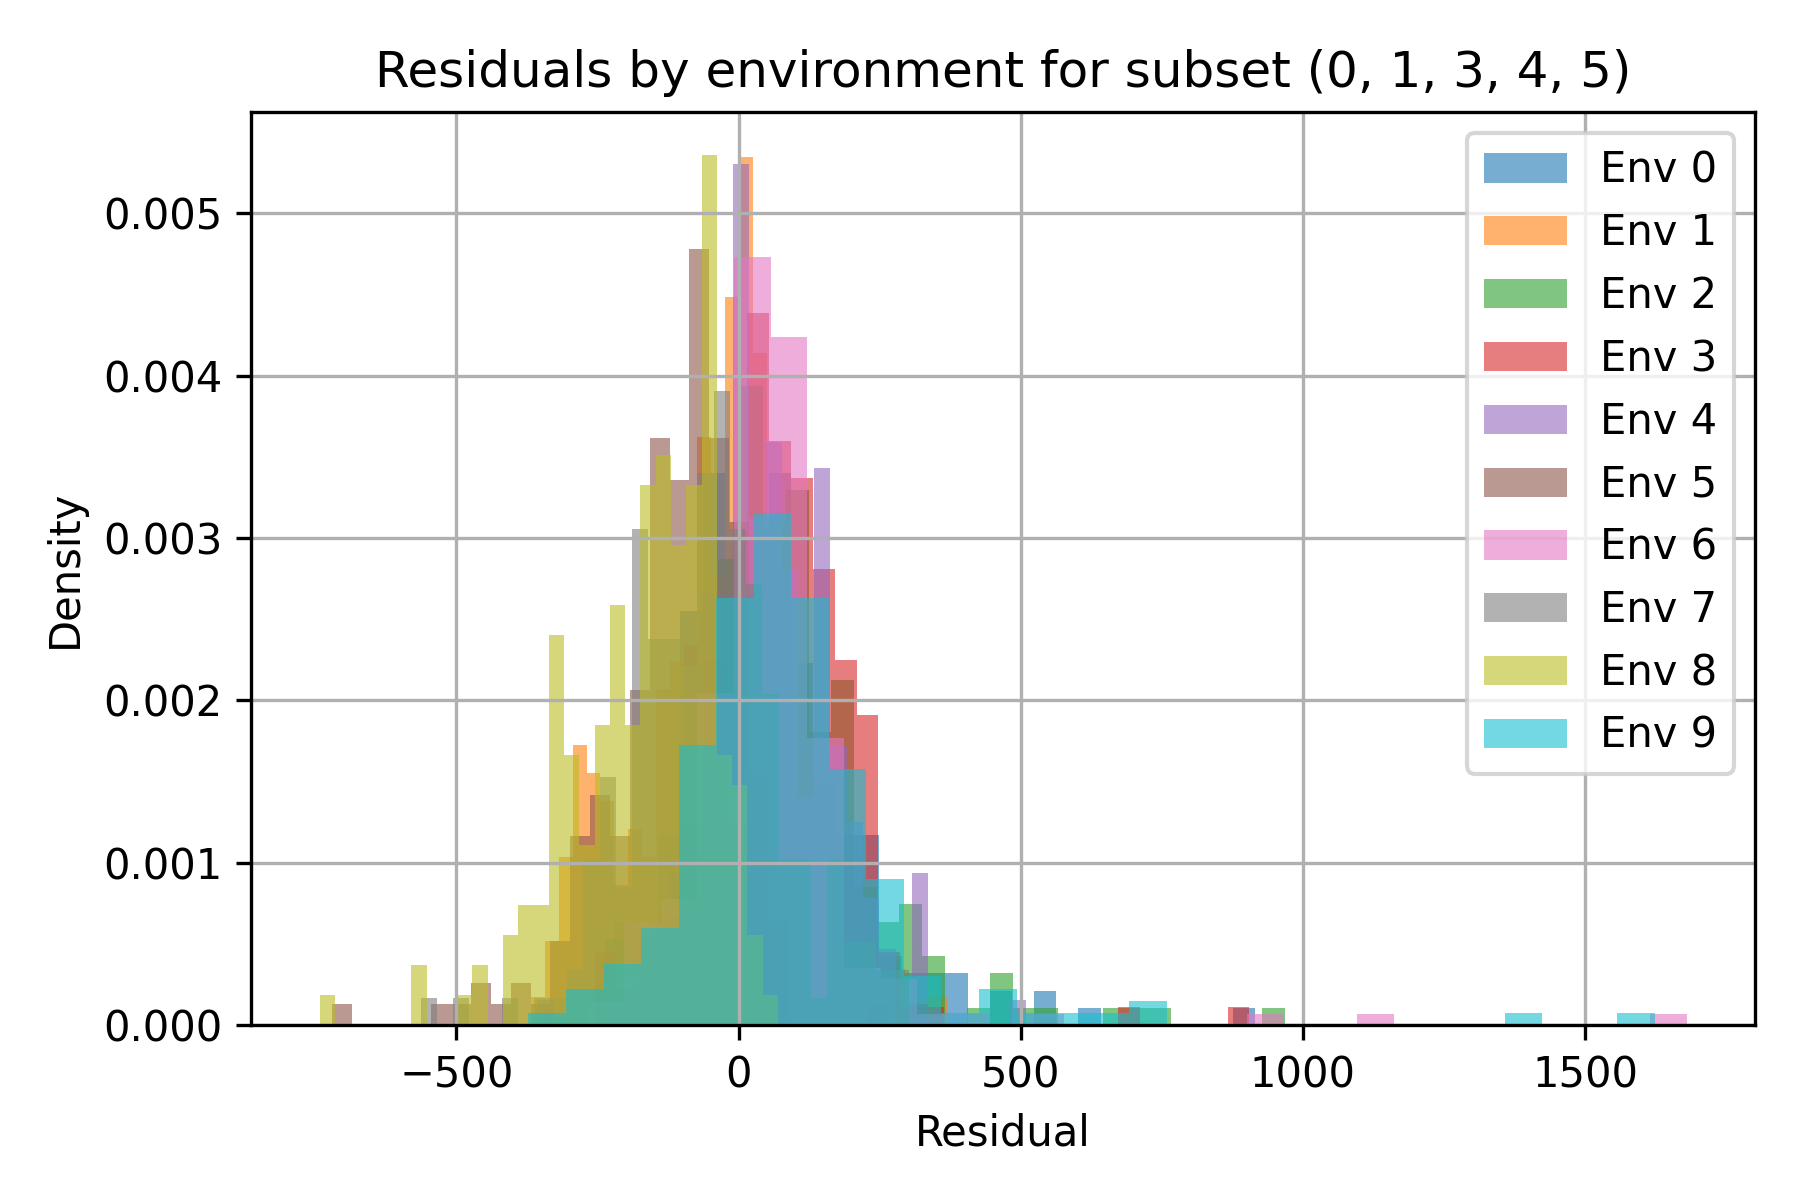 Residuals by environment for subset (0, 1, 3, 4, 5)
Density
0.005
0.004
0.003
0.002
0.001
0.000
−500
0
500
1000
1500
Residual
Env 0
Env 1
Env 2
Env 3
Env 4
Env 5
Env 6
Env 7
Env 8
Env 9